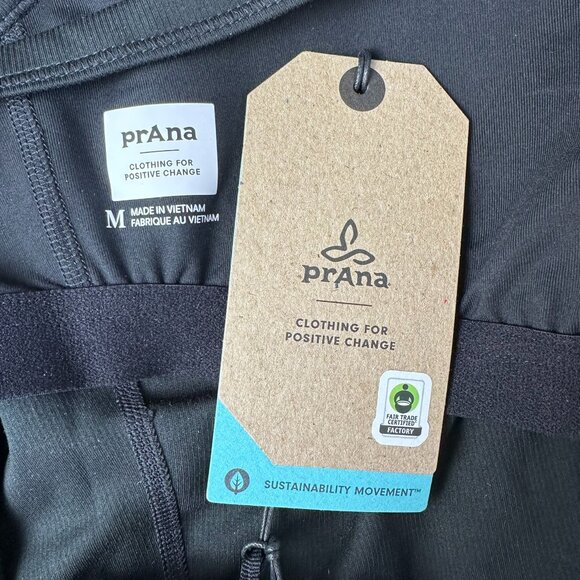 prAna
CLOTHING FOR
POSITIVE CHANGE
M MADE IN VIETNAM
FABRIQUE AU VIETNAM
prAna
CLOTHING FOR
POSITIVE CHANGE
FAIR TRADE
CERTIFIED
FACTORY
SUSTAINABILITY MOVEMENT™